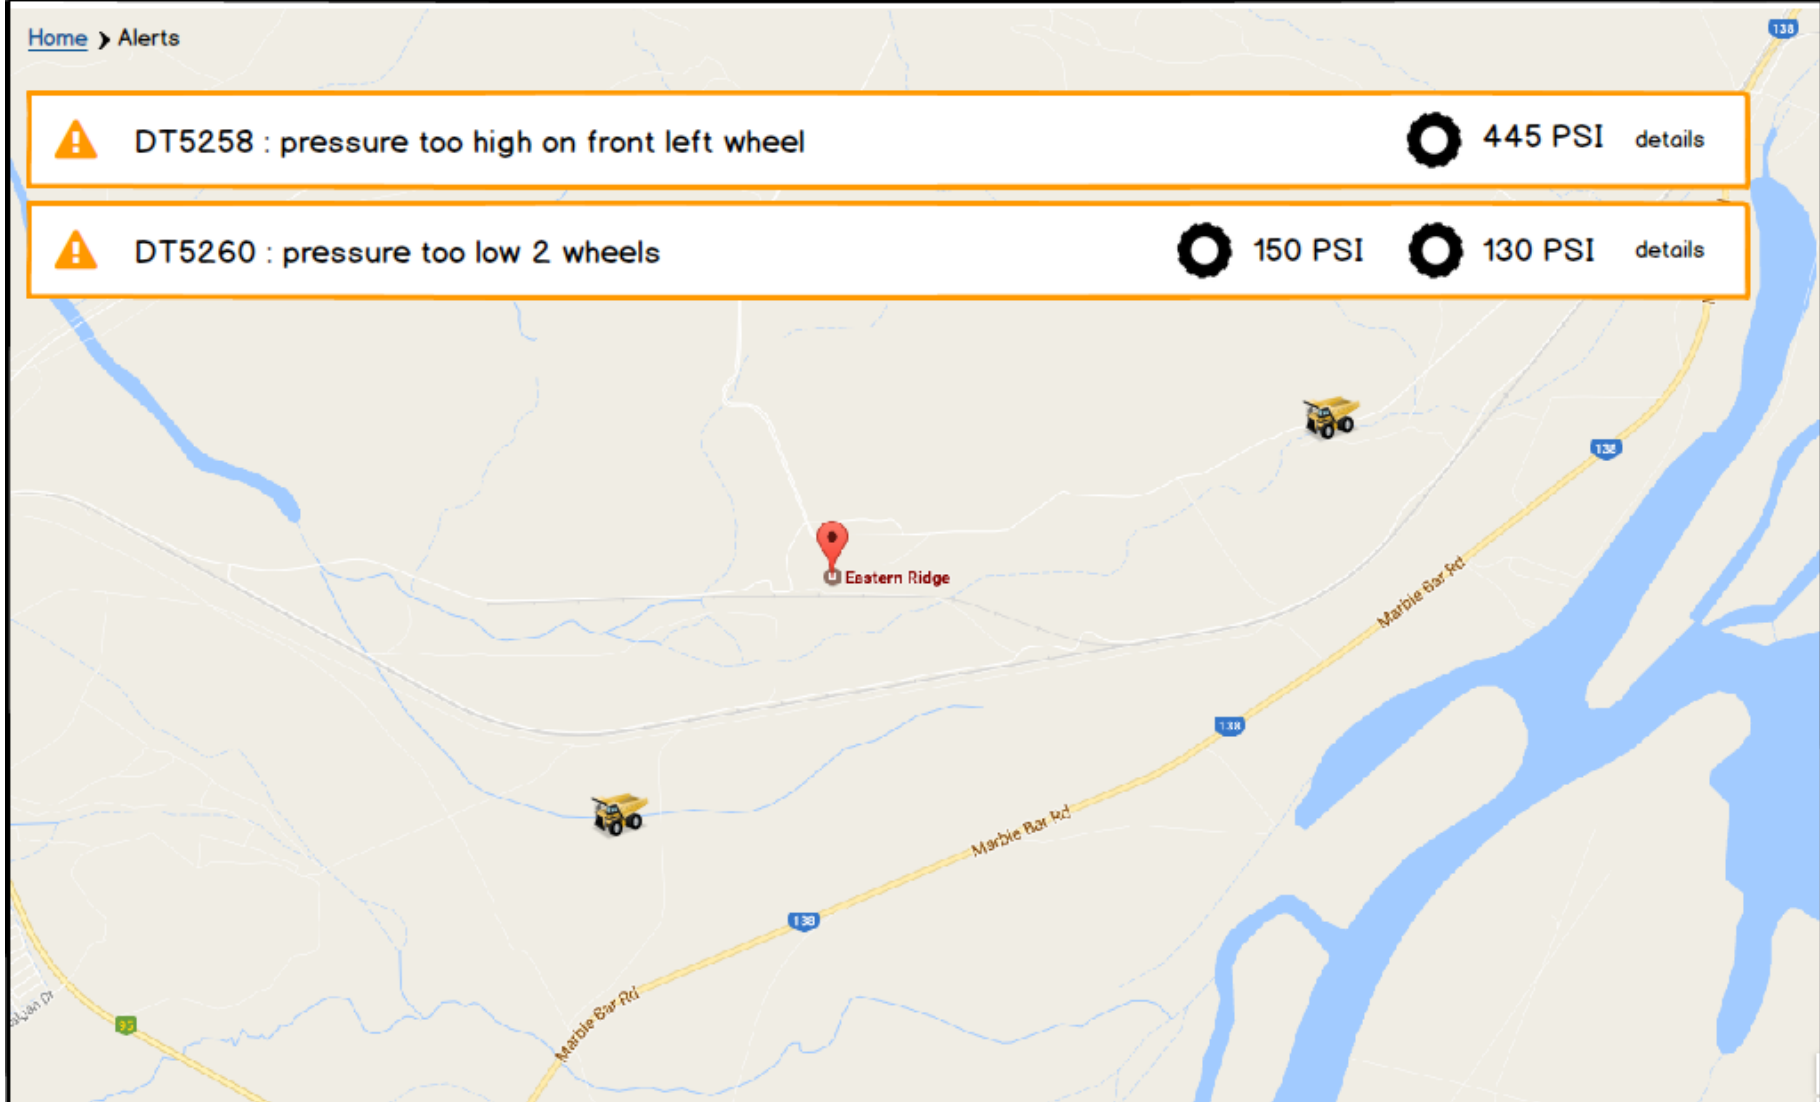 Home > Alerts
138
DT5258 : pressure too high on front left wheel 445 PSI details
DT5260 : pressure too low 2 wheels 150 PSI 130 PSI details
138
Eastern Ridge
Marble Bar Rd
138
Marble Bar Rd
138
Marble Bar Rd
95